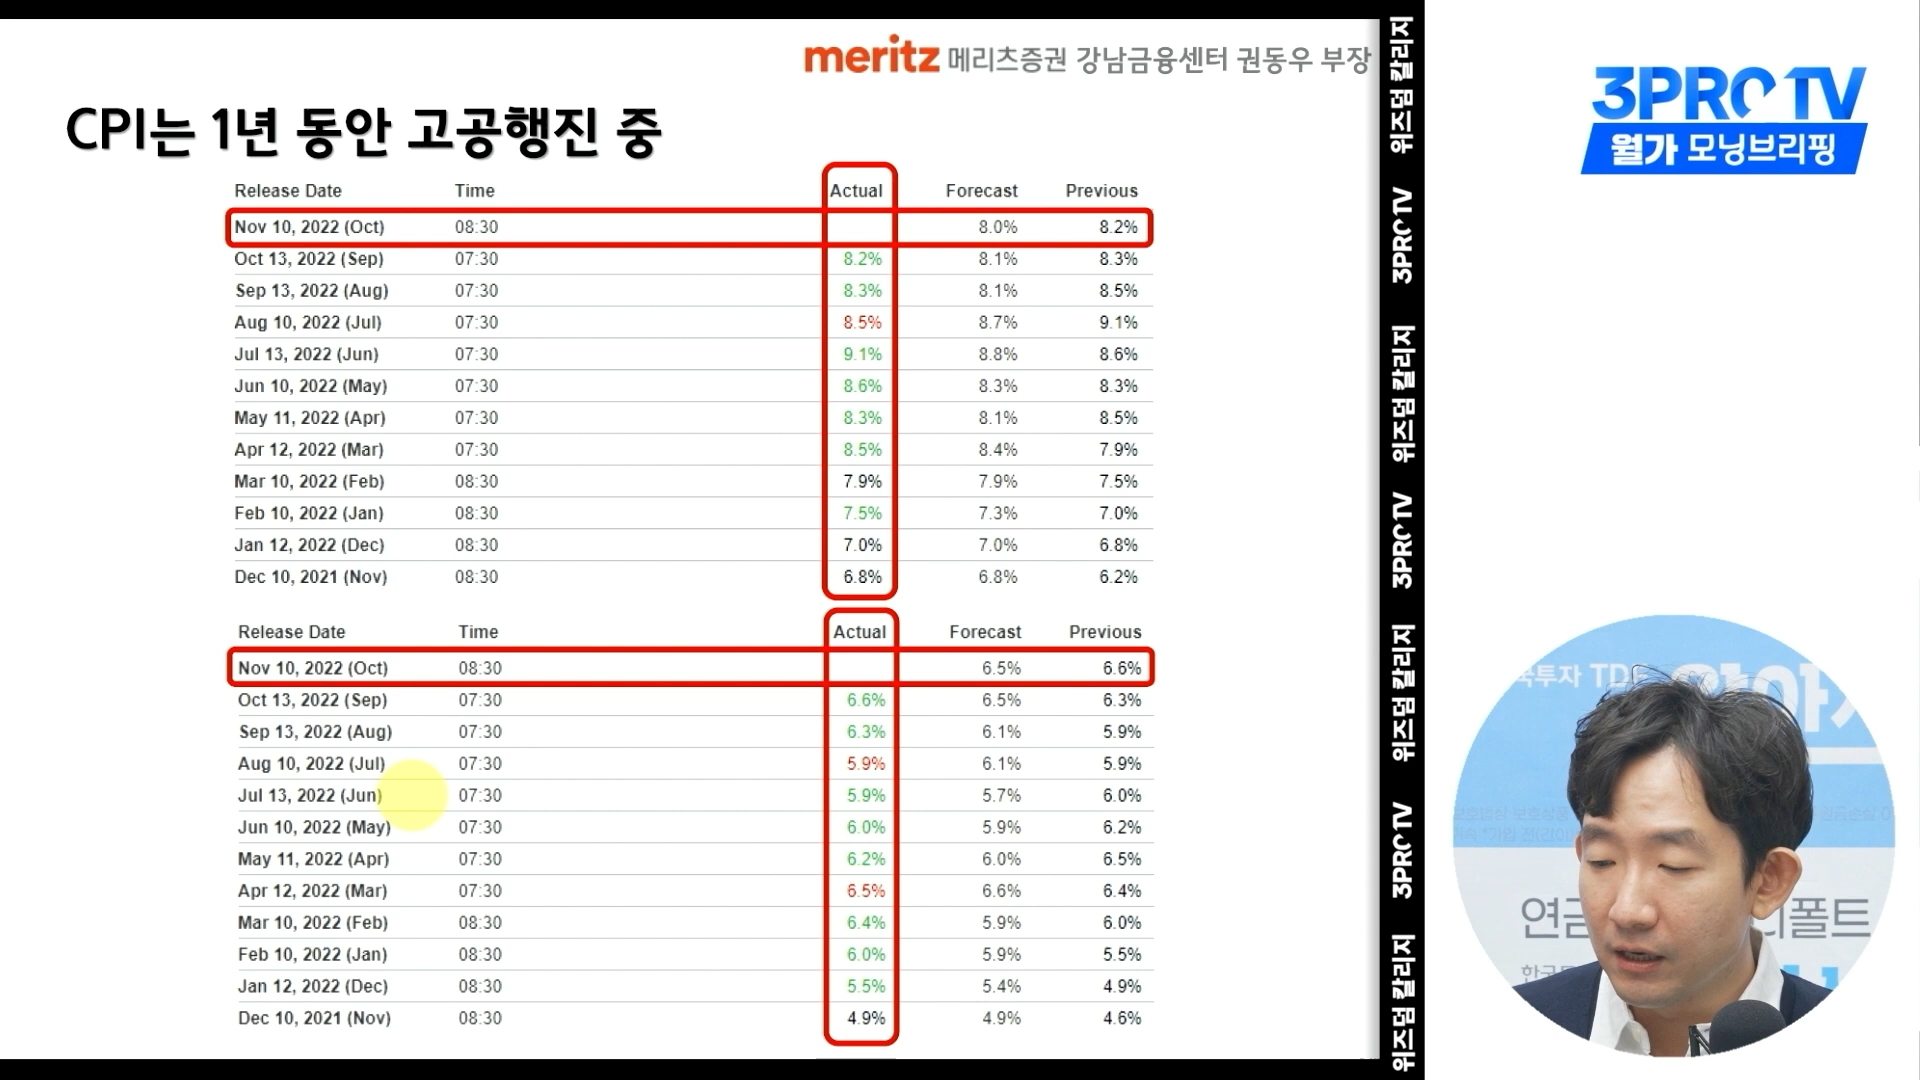 meritz 메리츠증권 강남금융센터 권동우 부장
CPI는 1년 동안 고공행진 중
Release Date Time Actual Forecast Previous
Nov 10, 2022 (Oct) 08:30 8.0% 8.2%
Oct 13, 2022 (Sep) 07:30 8.2% 8.1% 8.3%
Sep 13, 2022 (Aug) 07:30 8.3% 8.1% 8.5%
Aug 10, 2022 (Jul) 07:30 8.5% 8.7% 9.1%
Jul 13, 2022 (Jun) 07:30 9.1% 8.8% 8.6%
Jun 10, 2022 (May) 07:30 8.6% 8.3% 8.3%
May 11, 2022 (Apr) 07:30 8.3% 8.1% 8.5%
Apr 12, 2022 (Mar) 07:30 8.5% 8.4% 7.9%
Mar 10, 2022 (Feb) 08:30 7.9% 7.9% 7.5%
Feb 10, 2022 (Jan) 08:30 7.5% 7.3% 7.0%
Jan 12, 2022 (Dec) 08:30 7.0% 7.0% 6.8%
Dec 10, 2021 (Nov) 08:30 6.8% 6.8% 6.2%
Release Date Time Actual Forecast Previous
Nov 10, 2022 (Oct) 08:30 6.5% 6.6%
Oct 13, 2022 (Sep) 07:30 6.6% 6.5% 6.3%
Sep 13, 2022 (Aug) 07:30 6.3% 6.1% 5.9%
Aug 10, 2022 (Jul) 07:30 5.9% 6.1% 5.9%
Jul 13, 2022 (Jun) 07:30 5.9% 5.7% 6.0%
Jun 10, 2022 (May) 07:30 6.0% 5.9% 6.2%
May 11, 2022 (Apr) 07:30 6.2% 6.0% 6.5%
Apr 12, 2022 (Mar) 07:30 6.5% 6.6% 6.4%
Mar 10, 2022 (Feb) 08:30 6.4% 5.9% 6.0%
Feb 10, 2022 (Jan) 08:30 6.0% 5.9% 5.5%
Jan 12, 2022 (Dec) 08:30 5.5% 5.4% 4.9%
Dec 10, 2021 (Nov) 08:30 4.9% 4.9% 4.6%
위즈덤 칼리지
3PROTV
위즈덤 칼리지
3PROTV
위즈덤 칼리지
3PROTV
위즈덤 칼리지
3PROTV
월가 모닝브리핑
국투자 TDF
연금
폴트